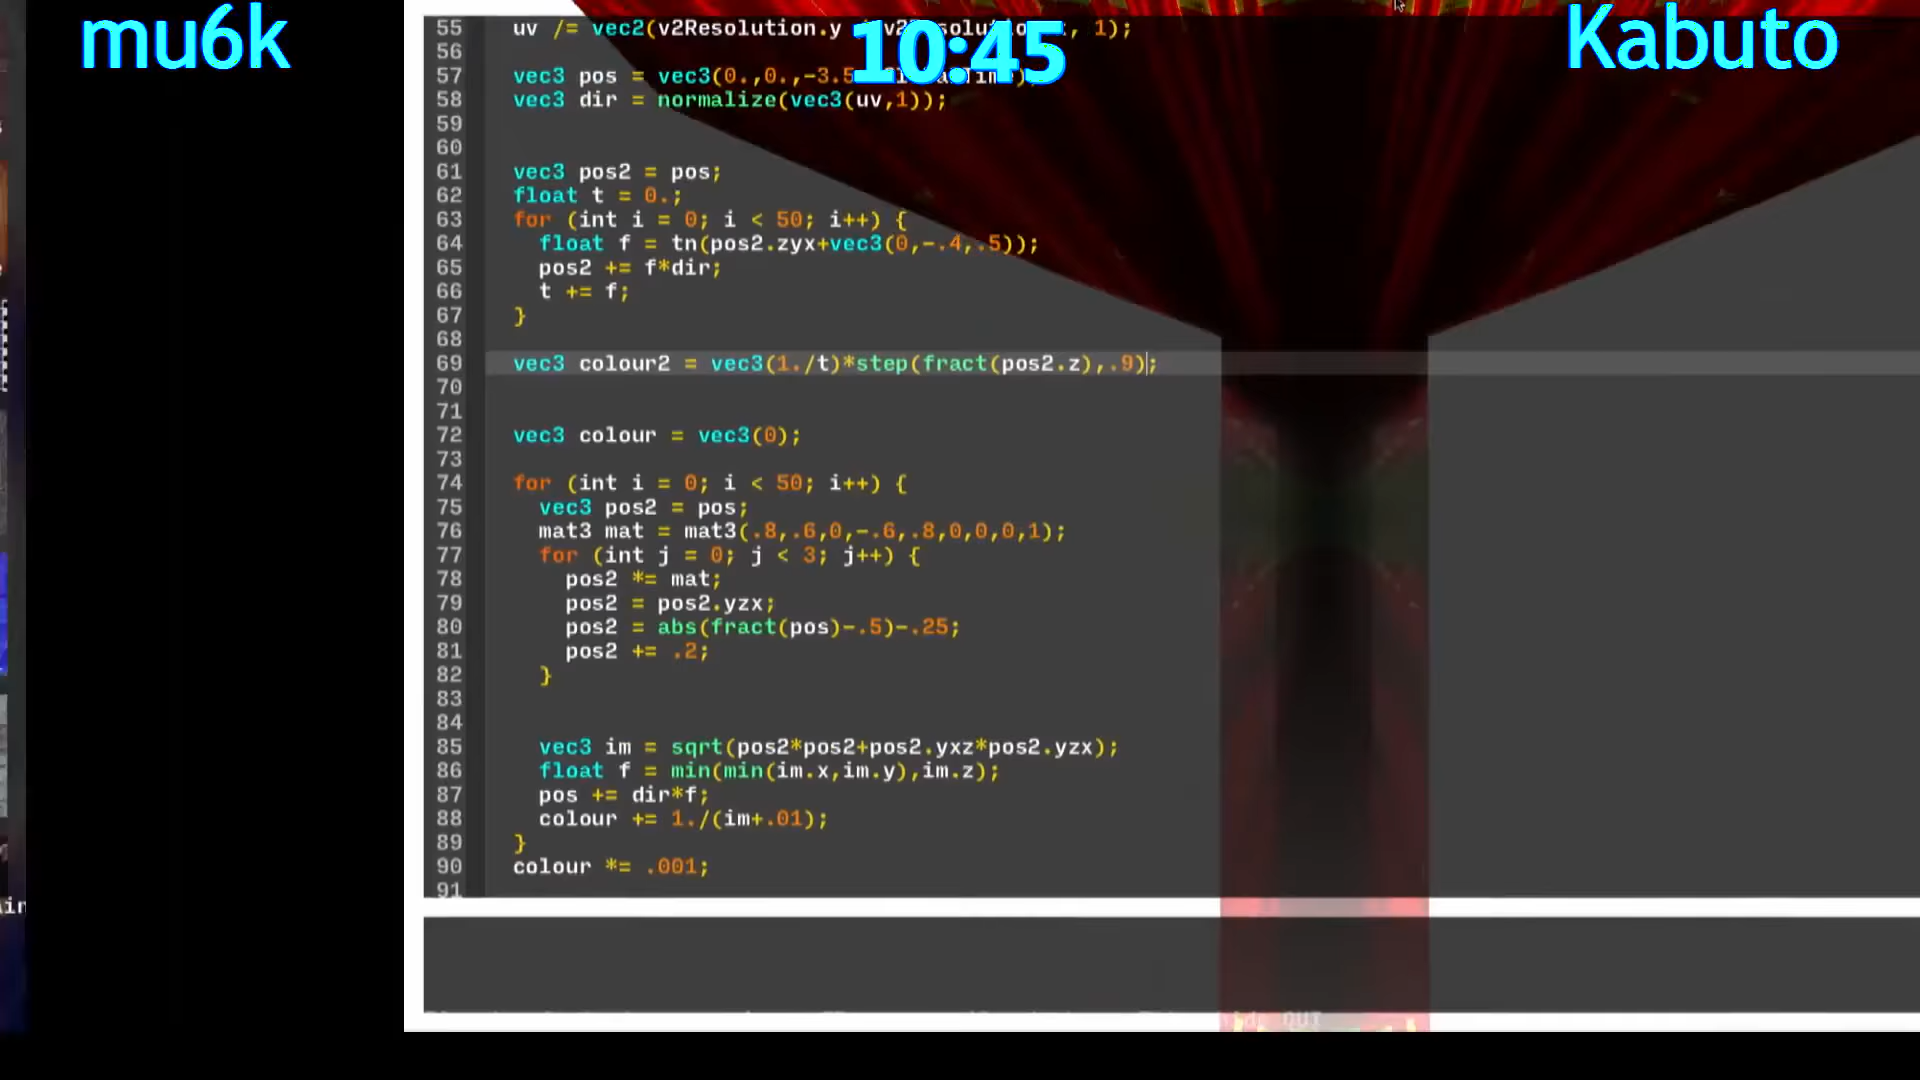 mu6k
10:45
Kabuto
55 uv /= vec2(v2Resolution.y , 1);
56
57 vec3 pos = vec3(0.,0.,-3.5
58 vec3 dir = normalize(vec3(uv,1));
59
60
61 vec3 pos2 = pos;
62 float t = 0.;
63 for (int i = 0; i < 50; i++) {
64 float f = tn(pos2.zyx+vec3(0,-.4,.5));
65 pos2 += f*dir;
66 t += f;
67 }
68
69 vec3 colour2 = vec3(1./t)*step(fract(pos2.z),.9);
70
71
72 vec3 colour = vec3(0);
73
74 for (int i = 0; i < 50; i++) {
75 vec3 pos2 = pos;
76 mat3 mat = mat3(.8,.6,0,-.6,.8,0,0,0,1);
77 for (int j = 0; j < 3; j++) {
78 pos2 *= mat;
79 pos2 = pos2.yzx;
80 pos2 = abs(fract(pos)-.5)-.25;
81 pos2 += .2;
82 }
83
84
85 vec3 im = sqrt(pos2*pos2+pos2.yxz*pos2.yzx);
86 float f = min(min(im.x,im.y),im.z);
87 pos += dir*f;
88 colour += 1./(im+.01);
89 }
90 colour *= .001;
91